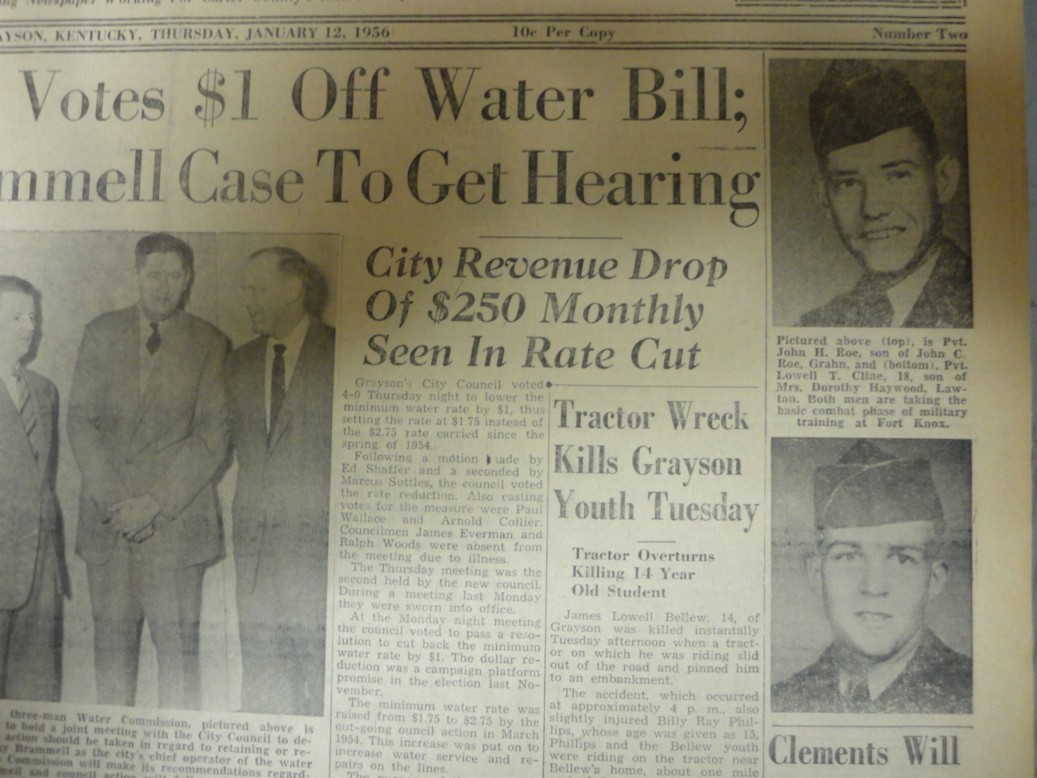 ng Newspaper Working For Carter County's
AYSON, KENTUCKY, THURSDAY, JANUARY 12, 1956
10c Per Copy
Number Two
Votes $1 Off Water Bill;
mmell Case To Get Hearing
City Revenue Drop
Of $250 Monthly
Seen In Rate Cut
Grayson's City Council voted
4-0 Thursday night to lower the
minimum water rate by $1, thus
setting the rate at $1.75 instead of
the $2.75 rate carried since the
spring of 1954.
Following a motion ade by
Ed Shaffer and a seconded by
Marcus Suttles, the council voted
the rate reduction. Also casting
votes for the measure were Paul
Wallace and Arnold Collier.
Councilmen James Everman and
Ralph Woods were absent from
the meeting due to illness.
The Thursday meeting was the
second held by the new council.
During a meeting last Monday
they were sworn into office.
At the Monday night meeting
the council voted to pass a reso-
lution to cut back the minimum
water rate by $1. The dollar re-
duction was a campaign platform
promise in the election last No-
vember.
The minimum water rate was
raised from $1.75 to $2.75 by the
out-going ouncil action in March
1954. This increase was put on to
increase water service and re-
pairs on the lines.
Tractor Wreck
Kills Grayson
Youth Tuesday
Tractor Overturns
Killing 14 Year
Old Student
James Lowell Bellew, 14, of
Grayson was killed instantly
Tuesday afternoon when a tract-
or on which he was riding slid
out of the road and pinned him
to an embankment.
The accident, which occurred
at approximately 4 p. m., also
slightly injured Billy Ray Phil-
lips, whose age was given as 15.
Phillips and the Bellew youth
were riding on the tractor near
Bellew's home, about one mile
Pictured above (top), is Pvt.
John H. Roe, son of John C.
Roe, Grahn, and (bottom), Pvt.
Lowell T. Cline, 18, son of
Mrs. Dorothy Haywood, Law-
ton. Both men are taking the
basic combat phase of military
training at Fort Knox.
Clements Will
three-man Water Commission, pictured above is
to hold a joint meeting with the City Council to de-
action should be taken in regard to retaining or re-
y Brammell as the city's chief operator of the water
Commission will make its recommendations regard-
mell and council action will